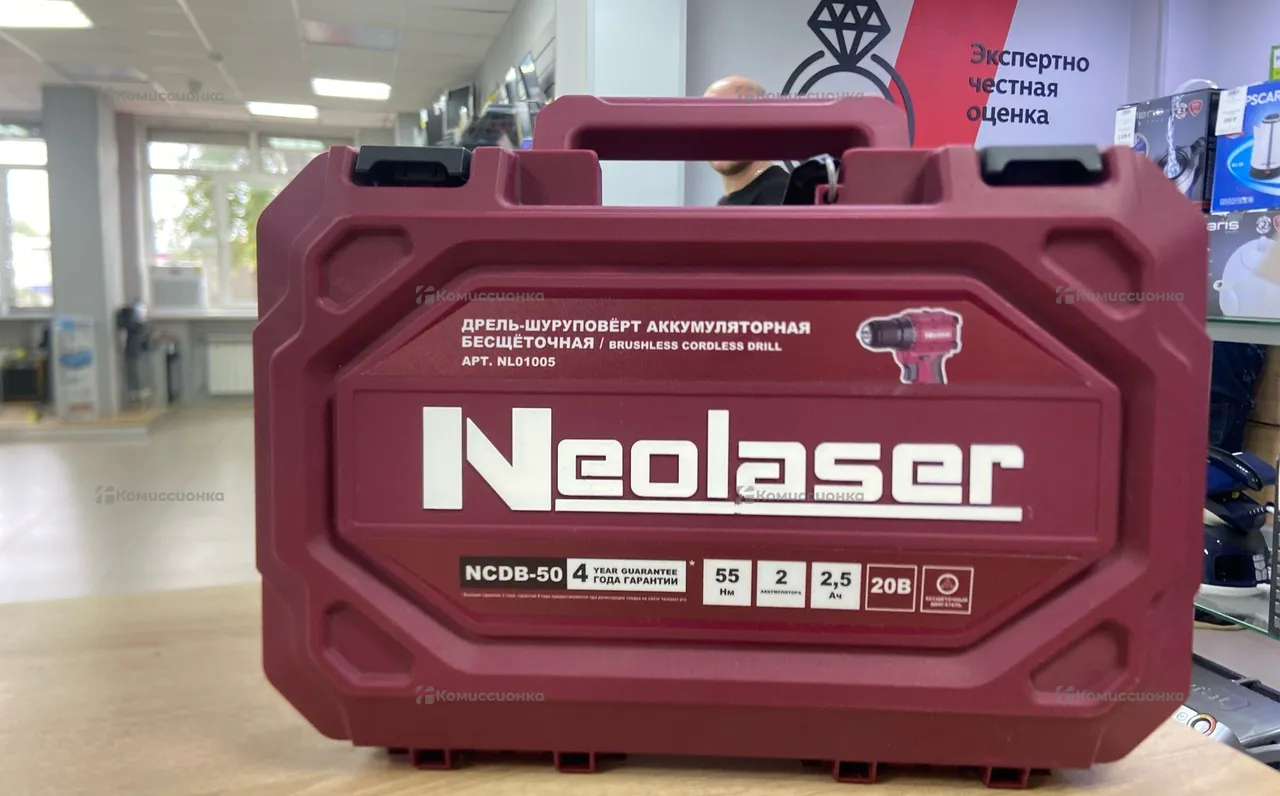 Экспертно
честная
оценка
PSCAR
aris
ДРЕЛЬ-ШУРУПОВЁРТ АККУМУЛЯТОРНАЯ
БЕСЩЁТОЧНАЯ / BRUSHLESS CORDLESS DRILL
АРТ. NL01005
Neolaser
NCDB-50 4 YEAR GUARANTEE
ГОДА ГАРАНТИИ *
55
Нм
2
АККУМУЛЯТОРА
2,5
Ач
20В
БЕСЩЁТОЧНЫЙ
ДВИГАТЕЛЬ
Комиссионка
Комиссионка
Комиссионка
Комиссионка
Комиссионка
Комиссионка
Комиссионка
Комиссионка